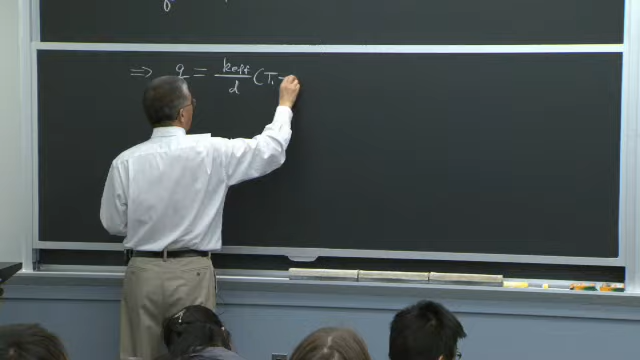 ⇒ q = k_eff/d (T₁ -